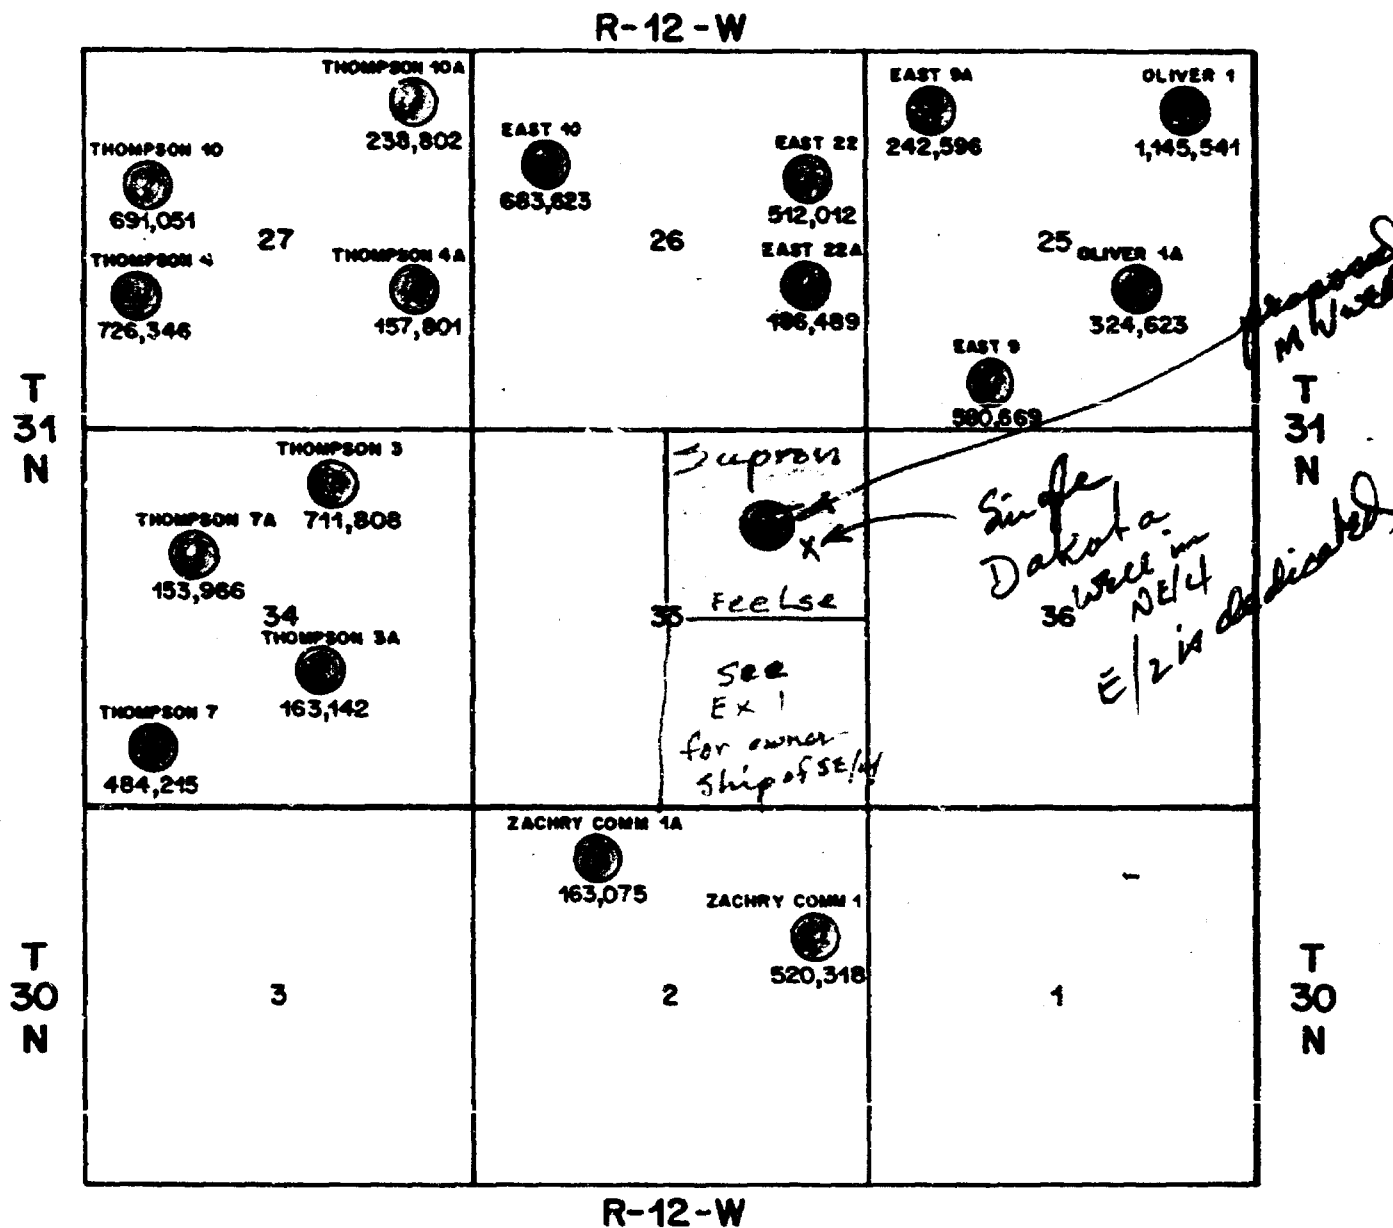 R-12-W
THOMPSON 10A
238,802
THOMPSON 10
691,051
27
THOMPSON 4
726,346
THOMPSON 4A
157,801
EAST 10
683,623
26
EAST 22
512,012
EAST 22A
186,489
EAST 9A
242,596
OLIVER 1
1,145,541
25
OLIVER 1A
324,623
EAST 9
580,669
proposed
T
31
N
T
31
N
THOMPSON 3
711,808
THOMPSON 7A
153,966
34
THOMPSON 3A
163,142
THOMPSON 7
484,215
Supron
X
X
Fee Lse
35
See
Ex 1
for owner-
ship of SE/4
Single
Dakota
well in
NE/4
36
E/2 is dedicated
T
30
N
3
ZACHRY COMM 1A
163,075
ZACHRY COMM 1
520,318
2
1
T
30
N
R-12-W